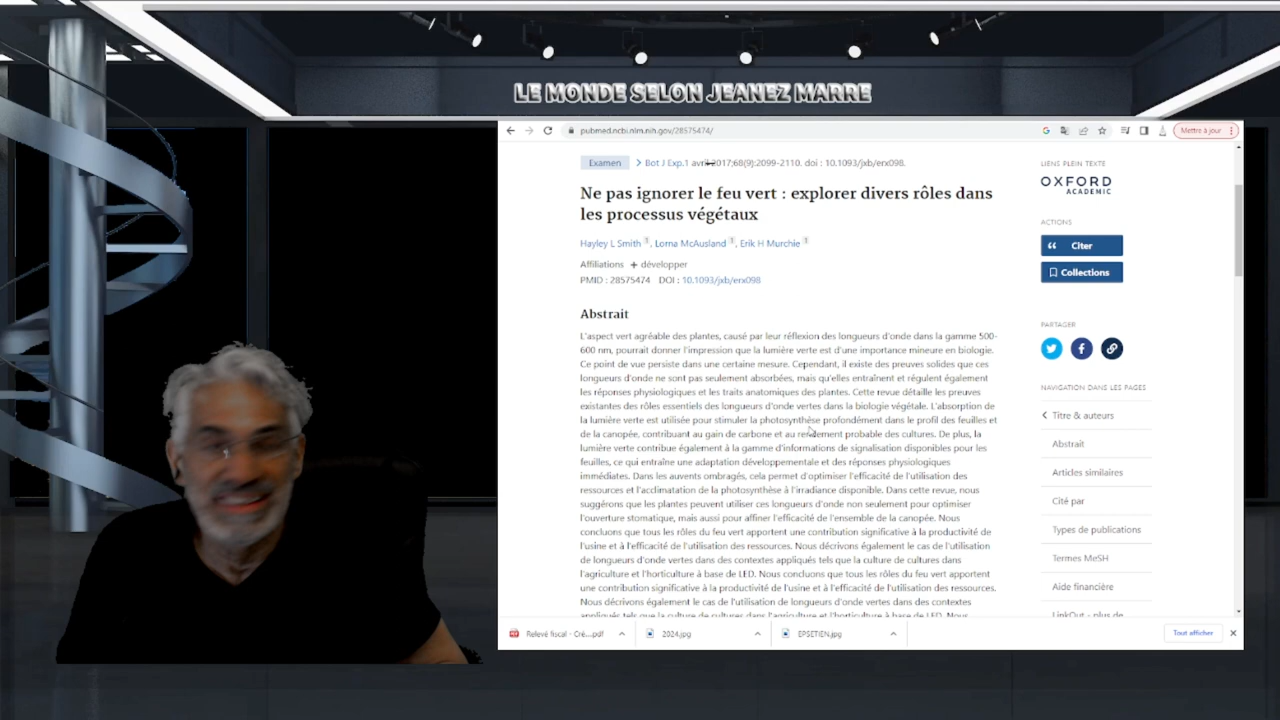 LE MONDE SELON JEANEZ MARRE
pubmed.ncbi.nlm.nih.gov/28575474/
Mettre à jour
Examen
Bot J Exp.1 avril 2017;68(9):2099-2110. doi : 10.1093/jxb/erx098.
Ne pas ignorer le feu vert : explorer divers rôles dans
les processus végétaux
Hayley L Smith 1, Lorna McAusland 1, Erik H Murchie 1
Affiliations + développer
PMID : 28575474 DOI : 10.1093/jxb/erx098
Abstrait
L'aspect vert agréable des plantes, causé par leur réflexion des longueurs d'onde dans la gamme 500-
600 nm, pourrait donner l'impression que la lumière verte est d'une importance mineure en biologie.
Ce point de vue persiste dans une certaine mesure. Cependant, il existe des preuves solides que ces
longueurs d'onde ne sont pas seulement absorbées, mais qu'elles entraînent et régulent également
les réponses physiologiques et les traits anatomiques des plantes. Cette revue détaille les preuves
existantes des rôles essentiels des longueurs d'onde vertes dans la biologie végétale. L'absorption de
la lumière verte est utilisée pour stimuler la photosynthèse profondément dans le profil des feuilles et
de la canopée, contribuant au gain de carbone et au rendement probable des cultures. De plus, la
lumière verte contribue également à la gamme d'informations de signalisation disponibles pour les
feuilles, ce qui entraîne une adaptation développementale et des réponses physiologiques
immédiates. Dans les auvents ombragés, cela permet d'optimiser l'efficacité de l'utilisation des
ressources et l'acclimatation de la photosynthèse à l'irradiance disponible. Dans cette revue, nous
suggérons que les plantes peuvent utiliser ces longueurs d'onde non seulement pour optimiser
l'ouverture stomatique, mais aussi pour affiner l'efficacité de l'ensemble de la canopée. Nous
concluons que tous les rôles du feu vert apportent une contribution significative à la productivité de
l'usine et à l'efficacité de l'utilisation des ressources. Nous décrivons également le cas de l'utilisation
de longueurs d'onde vertes dans des contextes appliqués tels que la culture de cultures dans
l'agriculture et l'horticulture à base de LED. Nous concluons que tous les rôles du feu vert apportent
une contribution significative à la productivité de l'usine et à l'efficacité de l'utilisation des ressources.
Nous décrivons également le cas de l'utilisation de longueurs d'onde vertes dans des contextes
appliqués tels que la culture de cultures dans l'agriculture et l'horticulture à base de LED. Nous
LIENS PLEIN TEXTE
OXFORD
ACADEMIC
ACTIONS
Citer
Collections
PARTAGER
NAVIGATION DANS LES PAGES
Titre & auteurs
Abstrait
Articles similaires
Cité par
Types de publications
Termes MeSH
Aide financière
LinkOut - plus de
Relevé fiscal - Cré....pdf
2024.jpg
EPSETIEN.jpg
Tout afficher